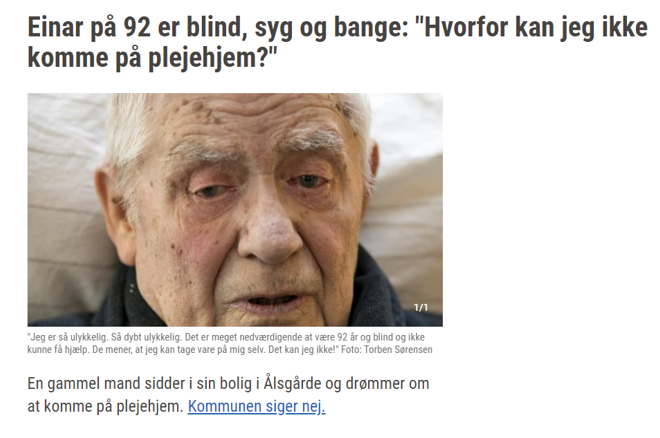 Einar på 92 er blind, syg og bange: "Hvorfor kan jeg ikke
komme på plejehjem?"
1/1
"Jeg er så ulykkelig. Så dybt ulykkelig. Det er meget nedværdigende at være 92 år og blind og ikke
kunne få hjælp. De mener, at jeg kan tage vare på mig selv. Det kan jeg ikke!" Foto: Torben Sørensen
En gammel mand sidder i sin bolig i Ålsgårde og drømmer om
at komme på plejehjem. Kommunen siger nej.